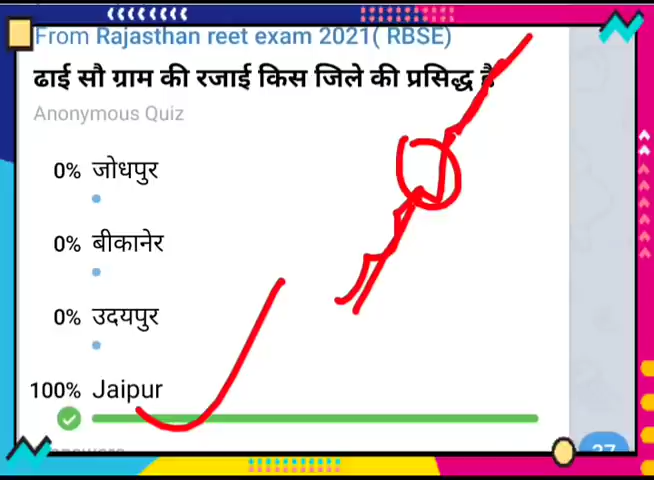 From Rajasthan reet exam 2021( RBSE)
ढाई सौ ग्राम की रजाई किस जिले की प्रसिद्ध है
Anonymous Quiz
0% जोधपुर
0% बीकानेर
0% उदयपुर
100% Jaipur